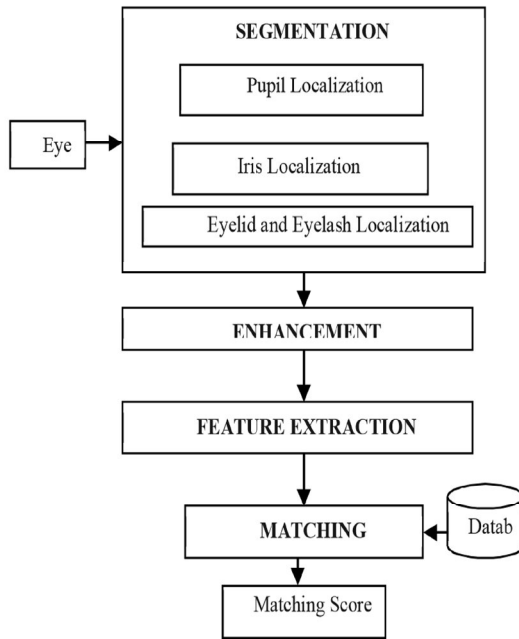 SEGMENTATION
Pupil Localization
Eye
Iris Localization
Eyelid and Eyelash Localization
ENHANCEMENT
FEATURE EXTRACTION
MATCHING
Datab
Matching Score